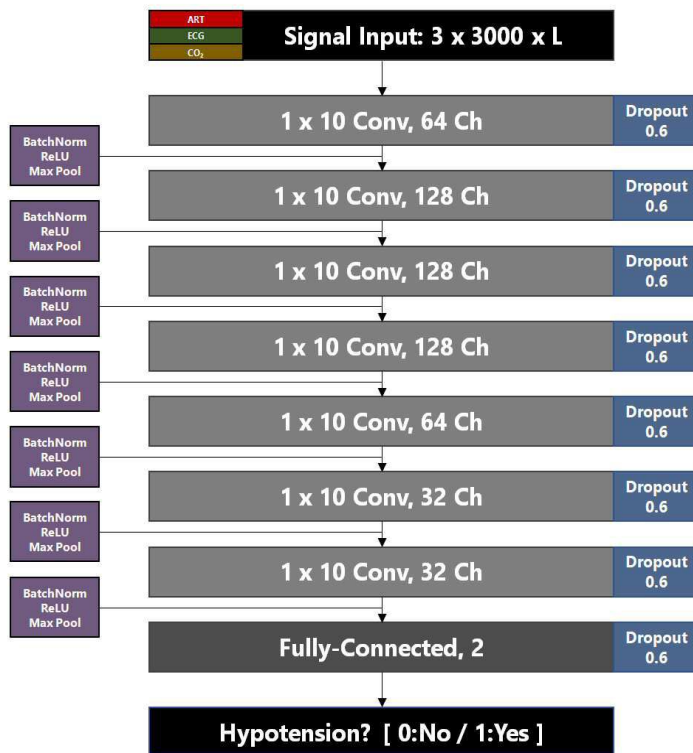 ART
ECG
CO₂
Signal Input: 3 x 3000 x L
1 x 10 Conv, 64 Ch
Dropout
0.6
BatchNorm
ReLU
Max Pool
1 x 10 Conv, 128 Ch
Dropout
0.6
BatchNorm
ReLU
Max Pool
1 x 10 Conv, 128 Ch
Dropout
0.6
BatchNorm
ReLU
Max Pool
1 x 10 Conv, 128 Ch
Dropout
0.6
BatchNorm
ReLU
Max Pool
1 x 10 Conv, 64 Ch
Dropout
0.6
BatchNorm
ReLU
Max Pool
1 x 10 Conv, 32 Ch
Dropout
0.6
BatchNorm
ReLU
Max Pool
1 x 10 Conv, 32 Ch
Dropout
0.6
BatchNorm
ReLU
Max Pool
Fully-Connected, 2
Dropout
0.6
Hypotension? [ 0:No / 1:Yes ]